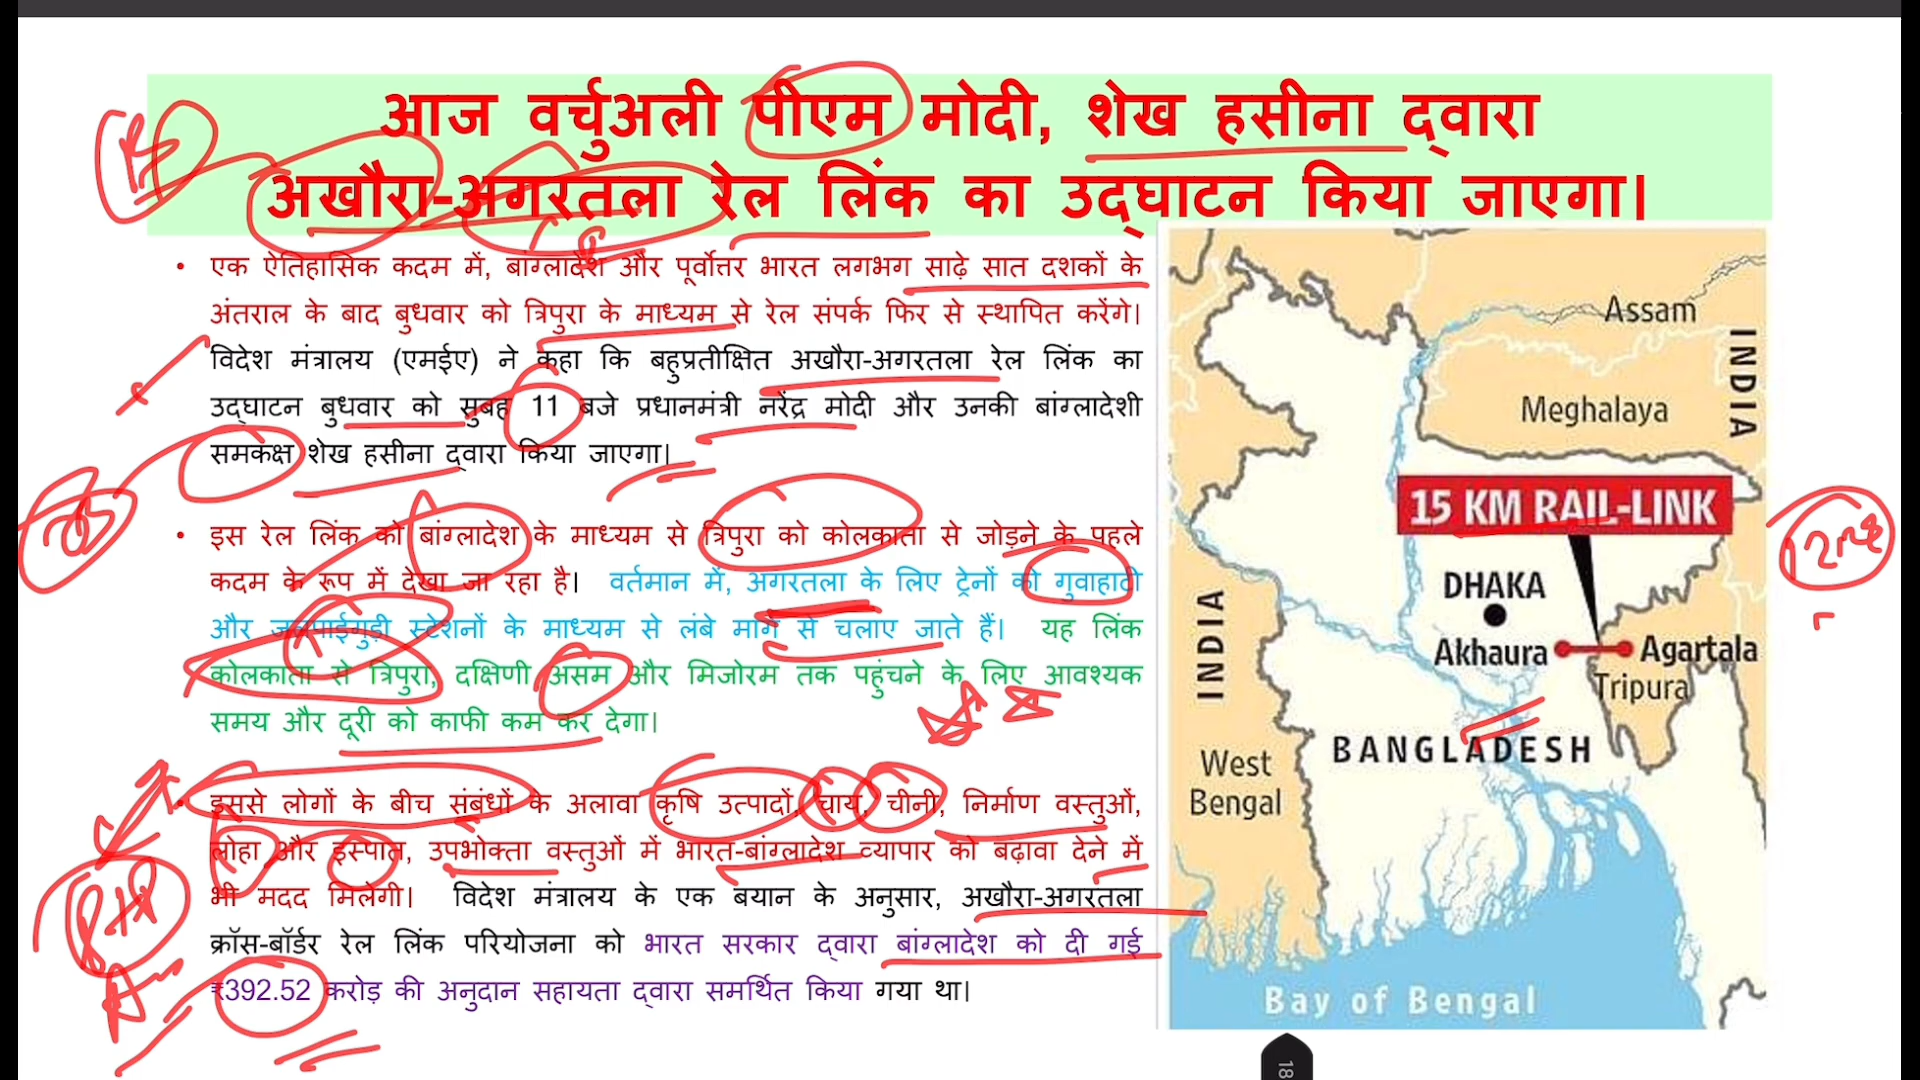 आज वर्चुअली पीएम मोदी, शेख हसीना द्वारा
अखौरा-अगरतला रेल लिंक का उद्घाटन किया जाएगा।
• एक ऐतिहासिक कदम में, बांग्लादेश और पूर्वोत्तर भारत लगभग साढ़े सात दशकों के
अंतराल के बाद बुधवार को त्रिपुरा के माध्यम से रेल संपर्क फिर से स्थापित करेंगे।
विदेश मंत्रालय (एमईए) ने कहा कि बहुप्रतीक्षित अखौरा-अगरतला रेल लिंक का
उद्घाटन बुधवार को सुबह 11 बजे प्रधानमंत्री नरेंद्र मोदी और उनकी बांग्लादेशी
समकक्ष शेख हसीना द्वारा किया जाएगा।
• इस रेल लिंक को बांग्लादेश के माध्यम से त्रिपुरा को कोलकाता से जोड़ने के पहले
कदम के रूप में देखा जा रहा है। वर्तमान में, अगरतला के लिए ट्रेनों को गुवाहाटी
और जलपाईगुड़ी स्टेशनों के माध्यम से लंबे मार्ग से चलाए जाते हैं। यह लिंक
कोलकाता से त्रिपुरा, दक्षिणी असम और मिजोरम तक पहुंचने के लिए आवश्यक
समय और दूरी को काफी कम कर देगा।
• इससे लोगों के बीच संबंधों के अलावा कृषि उत्पादों, चाय, चीनी, निर्माण वस्तुओं,
लोहा और इस्पात, उपभोक्ता वस्तुओं में भारत-बांग्लादेश व्यापार को बढ़ावा देने में
भी मदद मिलेगी। विदेश मंत्रालय के एक बयान के अनुसार, अखौरा-अगरतला
क्रॉस-बॉर्डर रेल लिंक परियोजना को भारत सरकार द्वारा बांग्लादेश को दी गई
₹392.52 करोड़ की अनुदान सहायता द्वारा समर्थित किया गया था।
Assam
INDIA
Meghalaya
15 KM RAIL-LINK
DHAKA
INDIA
Akhaura
Agartala
Tripura
BANGLADESH
West
Bengal
Bay of Bengal
18